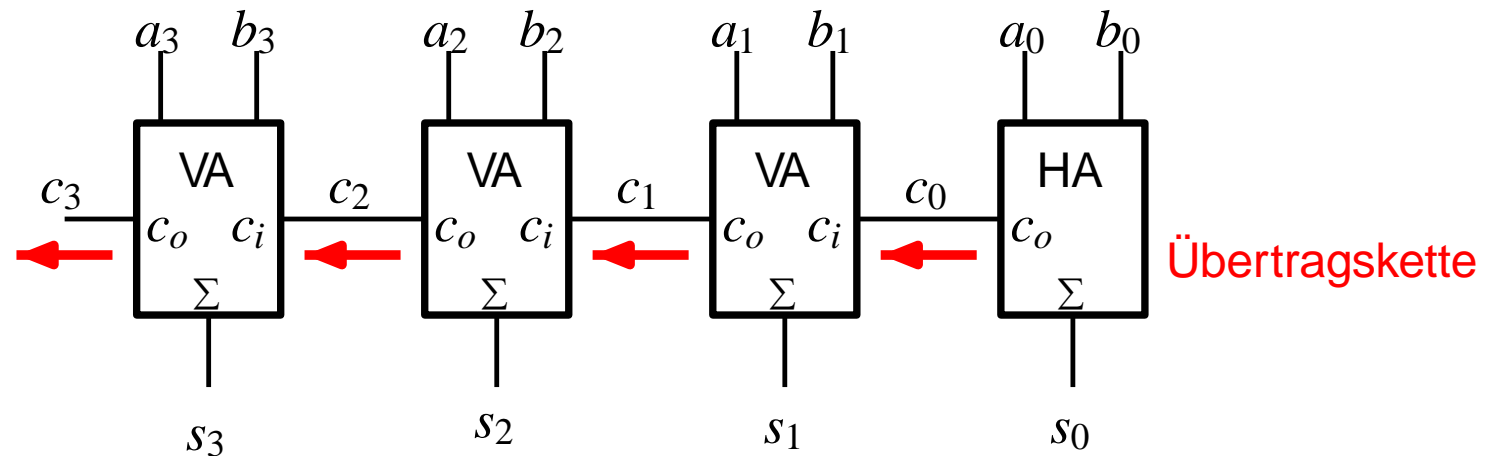 a₃ b₃ a₂ b₂ a₁ b₁ a₀ b₀
VA VA VA HA
c₃ c₂ c₁ c₀
cₒ cᵢ cₒ cᵢ cₒ cᵢ cₒ
Übertragskette
Σ Σ Σ Σ
s₃ s₂ s₁ s₀